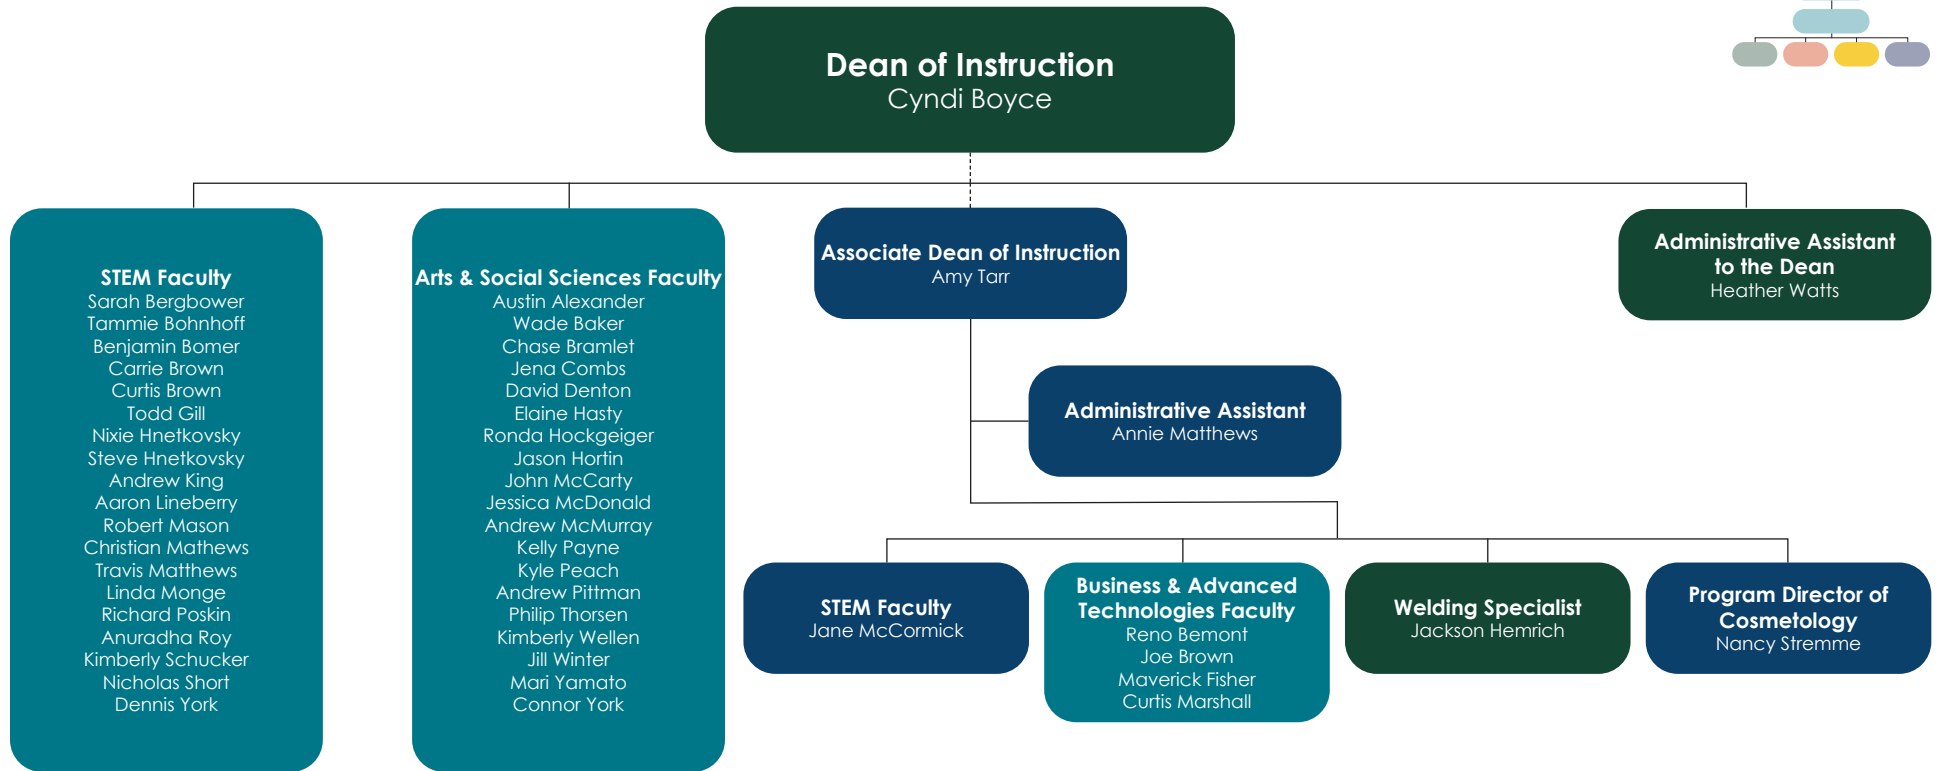 Dean of Instruction
Cyndi Boyce
STEM Faculty
Sarah Bergbower
Tammie Bohnhoff
Benjamin Bomer
Carrie Brown
Curtis Brown
Todd Gill
Nixie Hnetkovsky
Steve Hnetkovsky
Andrew King
Aaron Lineberry
Robert Mason
Christian Mathews
Travis Matthews
Linda Monge
Richard Poskin
Anuradha Roy
Kimberly Schucker
Nicholas Short
Dennis York
Arts & Social Sciences Faculty
Austin Alexander
Wade Baker
Chase Bramlet
Jena Combs
David Denton
Elaine Hasty
Ronda Hockgeiger
Jason Hortin
John McCarty
Jessica McDonald
Andrew McMurray
Kelly Payne
Kyle Peach
Andrew Pittman
Philip Thorsen
Kimberly Wellen
Jill Winter
Mari Yamato
Connor York
Associate Dean of Instruction
Amy Tarr
Administrative Assistant
to the Dean
Heather Watts
Administrative Assistant
Annie Matthews
STEM Faculty
Jane McCormick
Business & Advanced
Technologies Faculty
Reno Bemont
Joe Brown
Maverick Fisher
Curtis Marshall
Welding Specialist
Jackson Hemrich
Program Director of
Cosmetology
Nancy Stremme